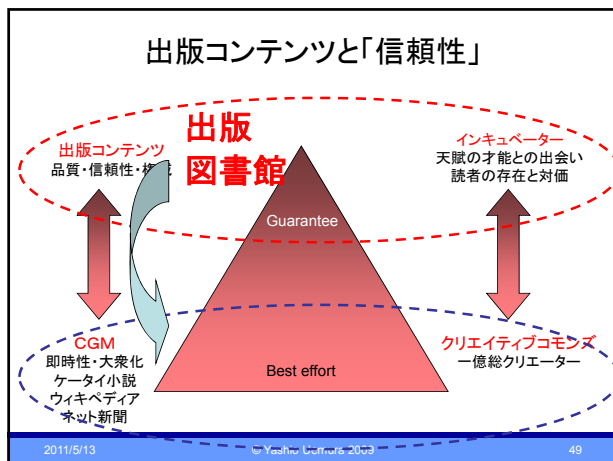 出版コンテンツと「信頼性」
出版
図書館
出版コンテンツ
品質・信頼性・権威
インキュベーター
天賦の才能との出会い
読者の存在と対価
Guarantee
CGM
即時性・大衆化
ケータイ小説
ウィキペディア
ネット新聞
クリエイティブコモンズ
一億総クリエーター
Best effort
2011/5/13
© Yashio Uemura 2009
49